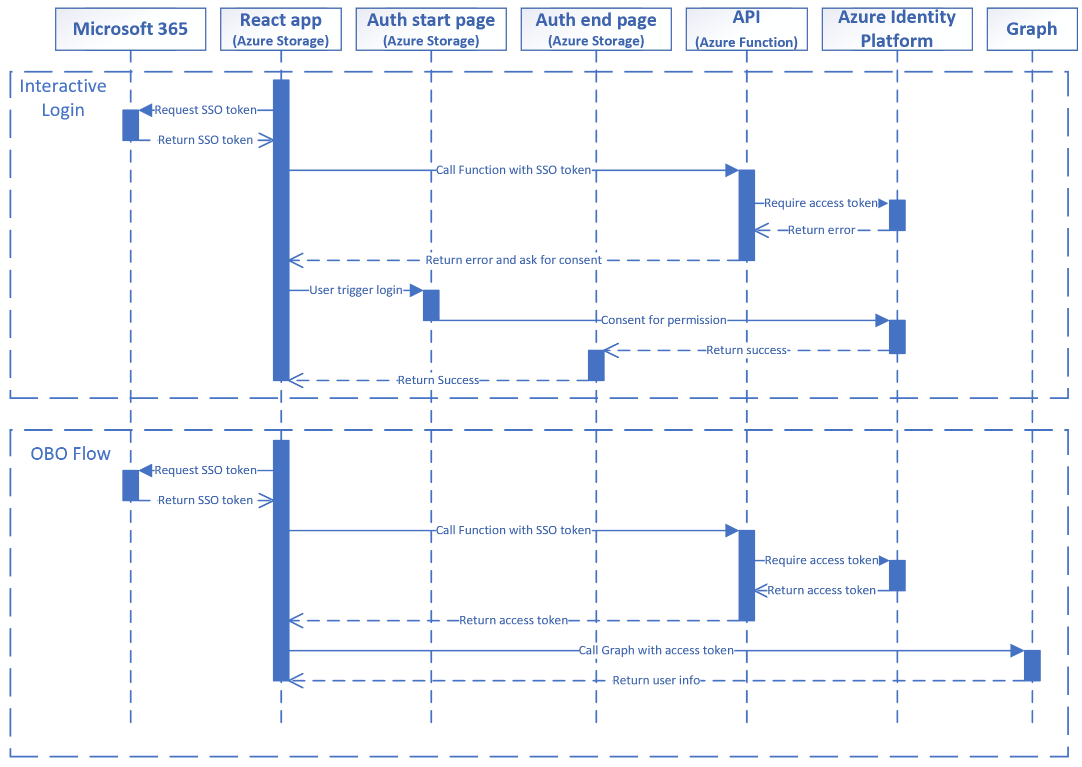 Microsoft 365
React app
(Azure Storage)
Auth start page
(Azure Storage)
Auth end page
(Azure Storage)
API
(Azure Function)
Azure Identity
Platform
Graph
Interactive
Login
Request SSO token
Return SSO token
Call Function with SSO token
Require access token
Return error
Return error and ask for consent
User trigger login
Consent for permission
Return success
Return Success
OBO Flow
Request SSO token
Return SSO token
Call Function with SSO token
Require access token
Return access token
Return access token
Call Graph with access token
Return user info